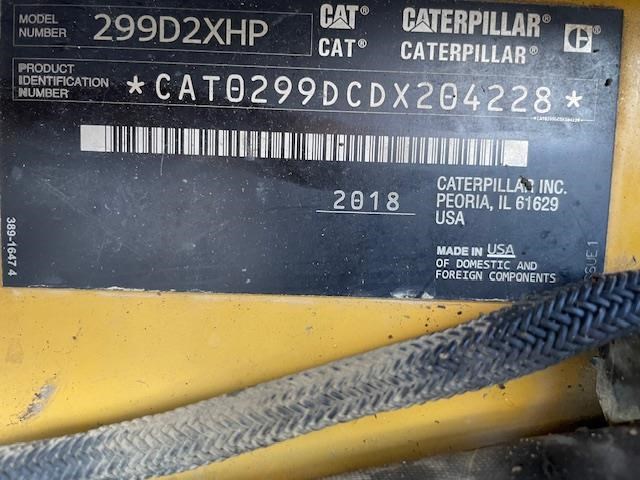 MODEL NUMBER 299D2XHP
CAT® CATERPILLAR®
CAT® CATERPILLAR®
PRODUCT
IDENTIFICATION
NUMBER
*CAT0299DCDX204228*
*CAT0299DCDX204228*
2018
CATERPILLAR INC.
PEORIA, IL 61629
USA
MADE IN USA
OF DOMESTIC AND
FOREIGN COMPONENTS
389-1647 4